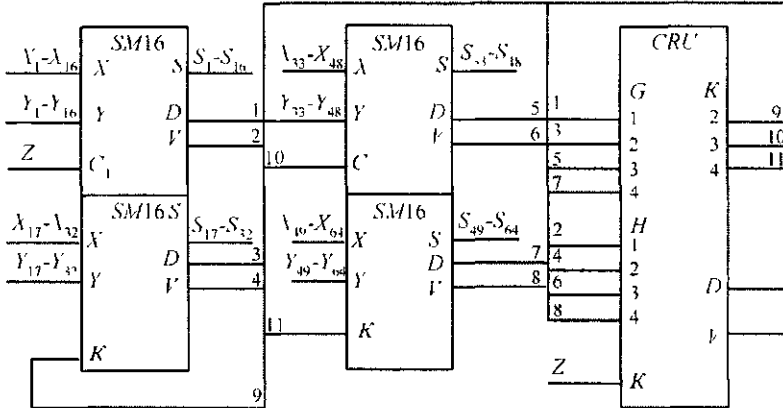 SM16
X₁-X₁₆ X S S₁-S₁₆
Y₁-Y₁₆ Y D 1
V 2
Z C₁
SM16 S
X₁₇-X₃₂ X S₁₇-S₃₂
Y₁₇-Y₃₂ Y D 3
V 4
K
9
SM16
X₃₃-X₄₈ X S S₃₃-S₄₈
Y₃₃-Y₄₈ Y D 5
V 6
10 C
SM16
X₄₉-X₆₄ X S S₄₉-S₆₄
Y₄₉-Y₆₄ Y D 7
V 8
11 K
CRU
G K
1 1 2 9
3 2 3 10
5 3 4 11
7 4
H
2 1
4 2
6 3 D
8 4 V
Z K